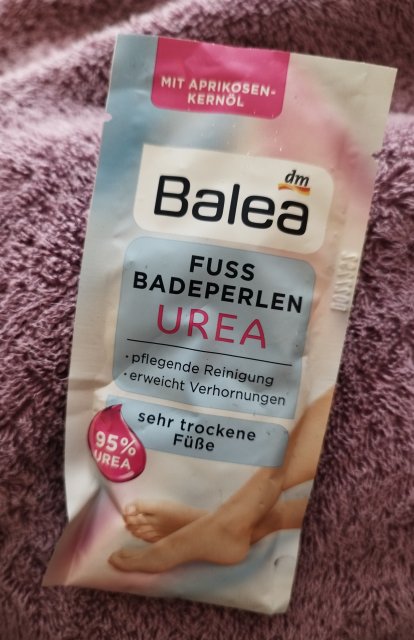 MIT APRIKOSEN-
KERNÖL
dm
Balea
FUSS
BADEPERLEN
UREA
· pflegende Reinigung
· erweicht Verhornungen
sehr trockene
Füße
95%
UREA